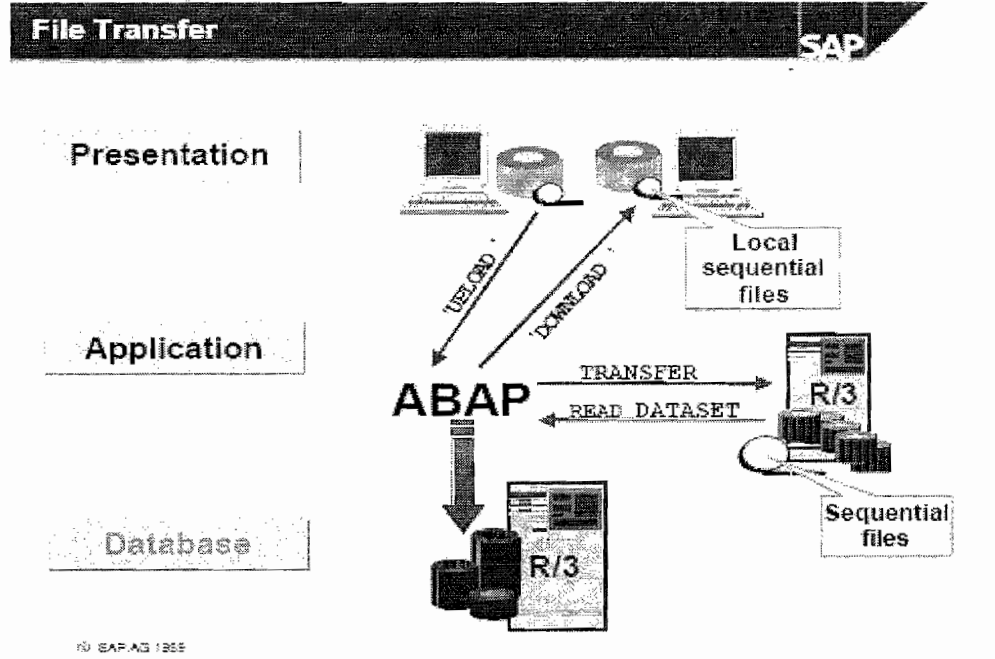 File Transfer
SAP
Presentation
'UPLOAD'
'DOWNLOAD'
Local
sequential
files
Application
ABAP
TRANSFER
READ DATASET
R/3
Sequential
files
Database
R/3
© SAP AG 1999